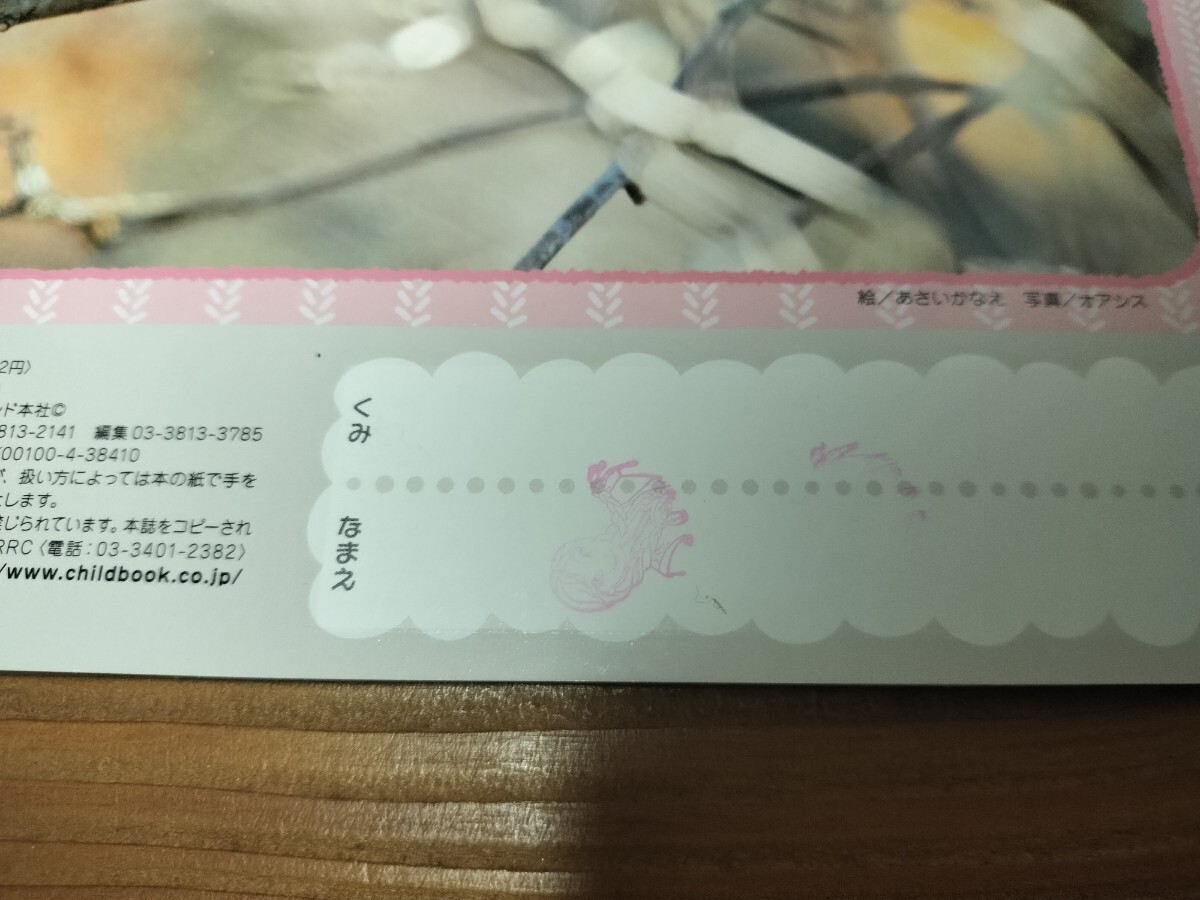 絵／あさいかなえ　写真／オアシス
2円〉
ド本社©
813-2141　編集03-3813-3785
00100-4-38410
、扱い方によっては本の紙で手を
します。
じられています。本誌をコピーされ
RRC〈電話：03-3401-2382〉
/www.childbook.co.jp/
くみ
なまえ